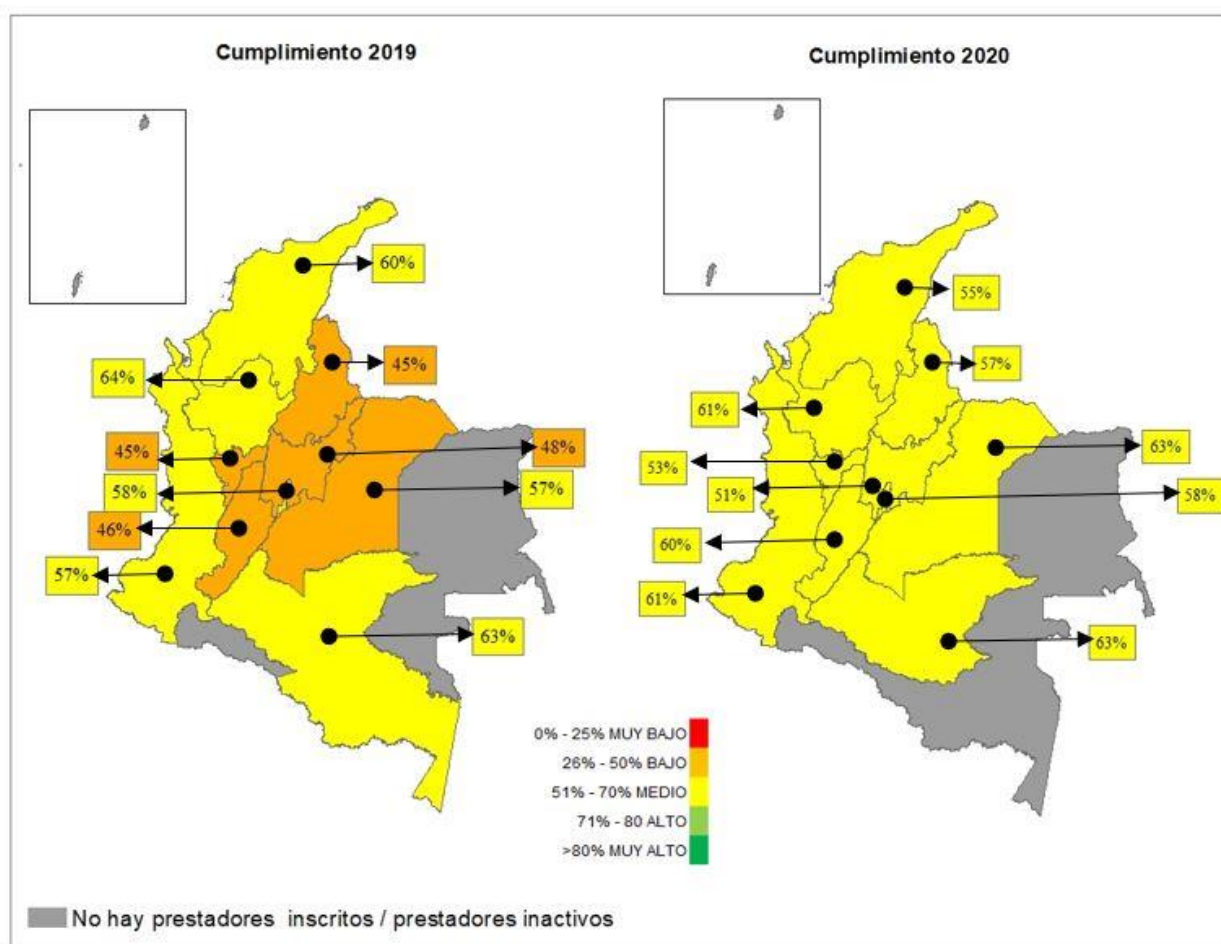 Cumplimiento 2019
60%
64%
45%
45%
48%
58%
57%
46%
57%
63%
Cumplimiento 2020
55%
57%
61%
63%
53%
51%
58%
60%
61%
63%
0% - 25% MUY BAJO
26% - 50% BAJO
51% - 70% MEDIO
71% - 80 ALTO
>80% MUY ALTO
No hay prestadores inscritos / prestadores inactivos